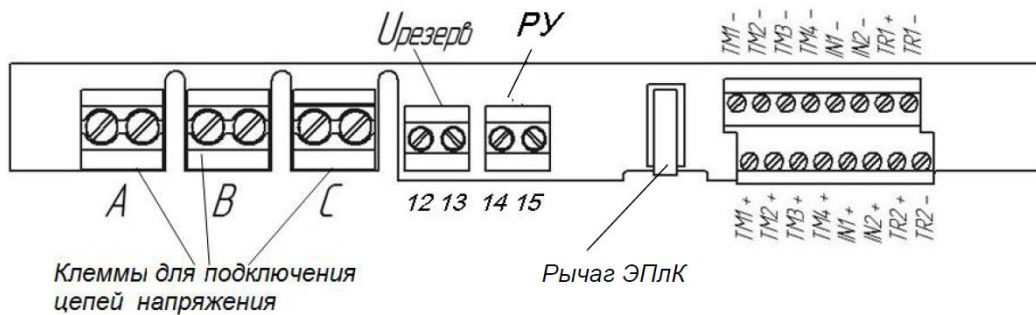 Uрезерв РУ
TM1 - TM2 - TM3 - TM4 - IN1 - IN2 - TR1 + TR1 -
A B C
12 13 14 15
TM1 + TM2 + TM3 + TM4 + IN1 + IN2 + TR2 + TR2 -
Клеммы для подключения
цепей напряжения
Рычаг ЭПлК